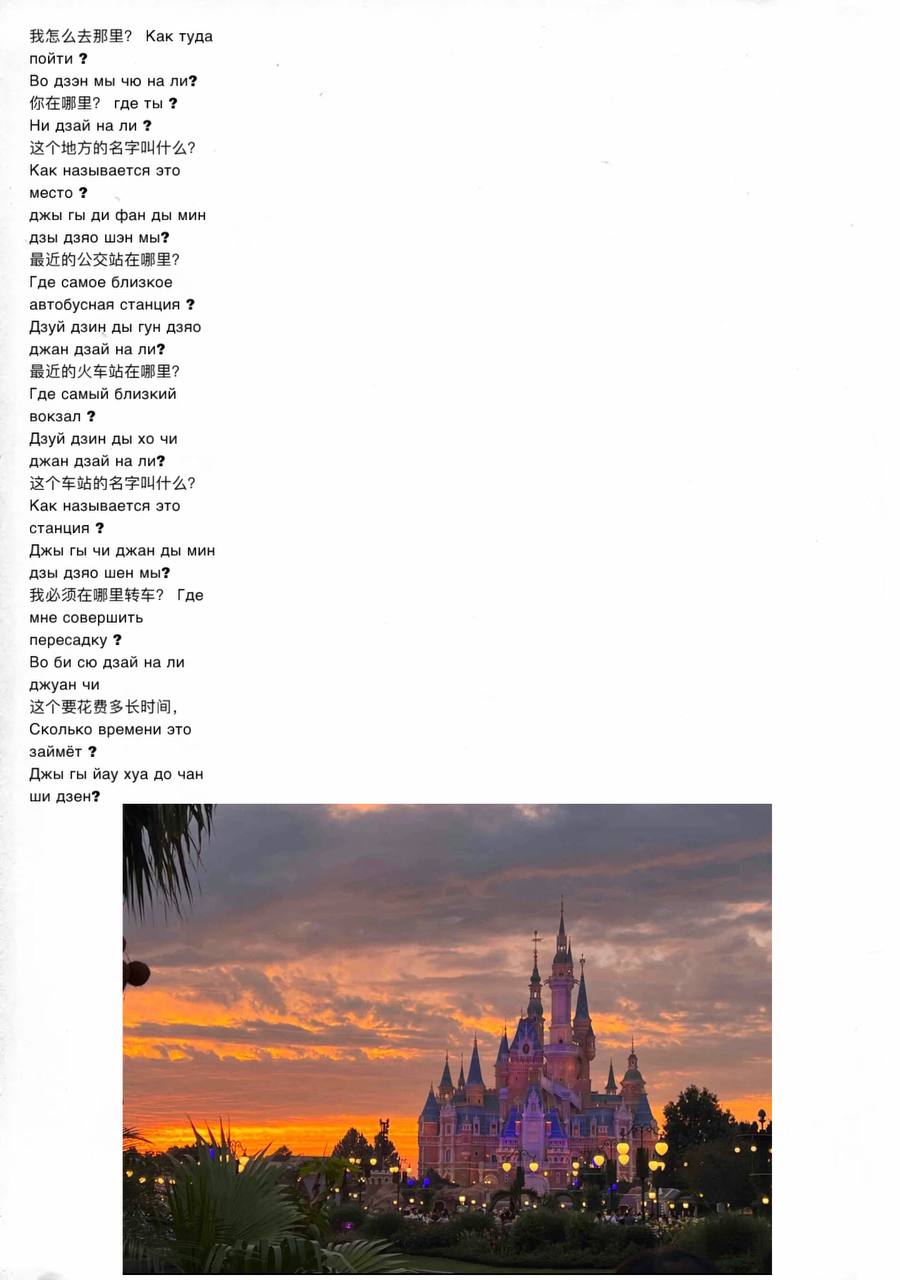 我怎么去那里? Как туда
пойти ?
Во дзэн мы чю на ли?
你在哪里? где ты ?
Ни дзай на ли ?
这个地方的名字叫什么?
Как называется это
место ?
джы гы ди фан ды мин
дзы дзяо шэн мы?
最近的公交站在哪里?
Где самое близкое
автобусная станция ?
Дзуй дзин ды гун дзяо
джан дзай на ли?
最近的火车站在哪里?
Где самый близкий
вокзал ?
Дзуй дзин ды хо чи
джан дзай на ли?
这个车站的名字叫什么?
Как называется это
станция ?
Джы гы чи джан ды мин
дзы дзяо шен мы?
我必须在哪里转车? Где
мне совершить
пересадку ?
Во би сю дзай на ли
джуан чи
这个要花费多长时间,
Сколько времени это
займёт ?
Джы гы йау хуа до чан
ши дзен?